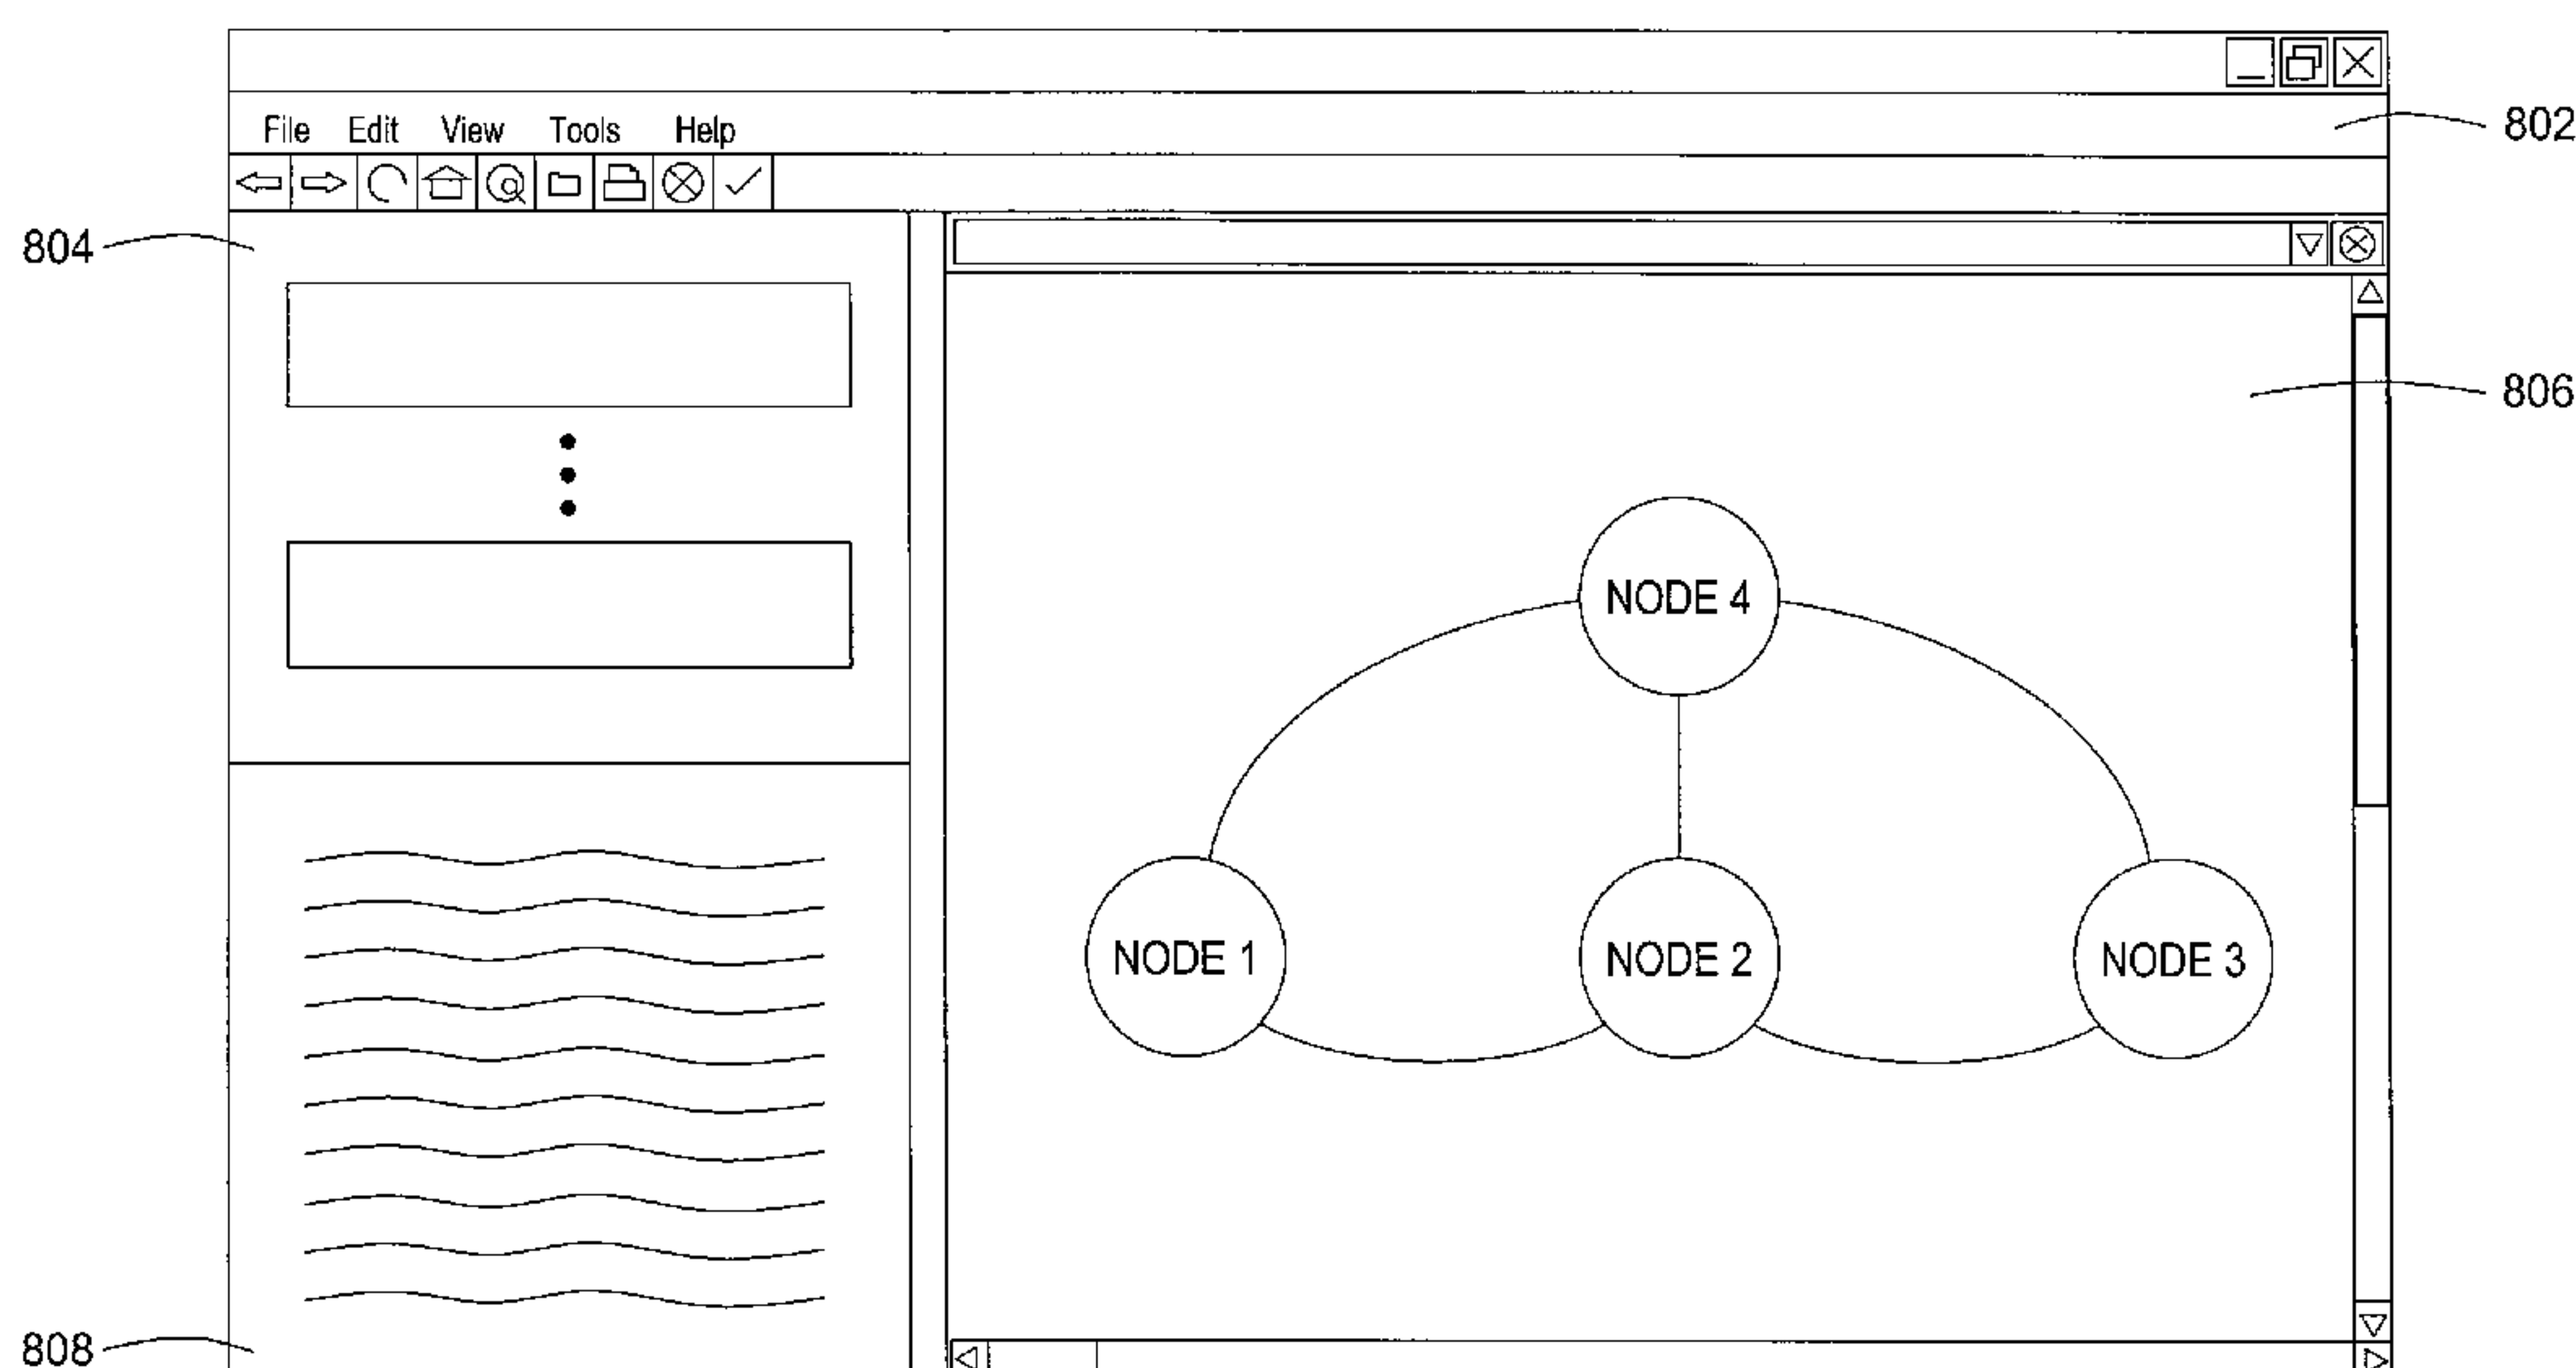 File Edit View Tools Help
802
804
806
NODE 4
NODE 1 NODE 2 NODE 3
808